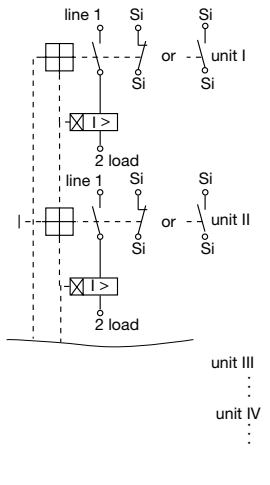 line 1 Si Si
or unit I
Si Si
I >
2 load
line 1 Si Si
or unit II
Si Si
I >
2 load
unit III
unit IV